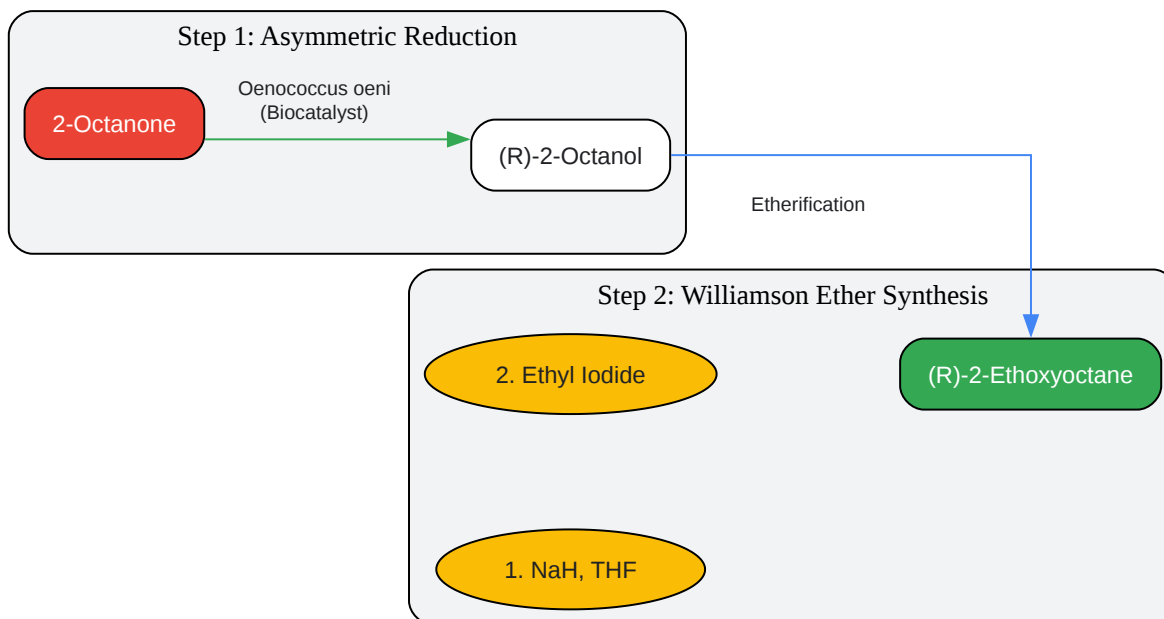 Step 1: Asymmetric Reduction
Oenococcus oeni
(Biocatalyst)
2-Octanone
(R)-2-Octanol
Etherification
Step 2: Williamson Ether Synthesis
2. Ethyl Iodide
(R)-2-Ethoxyoctane
1. NaH, THF